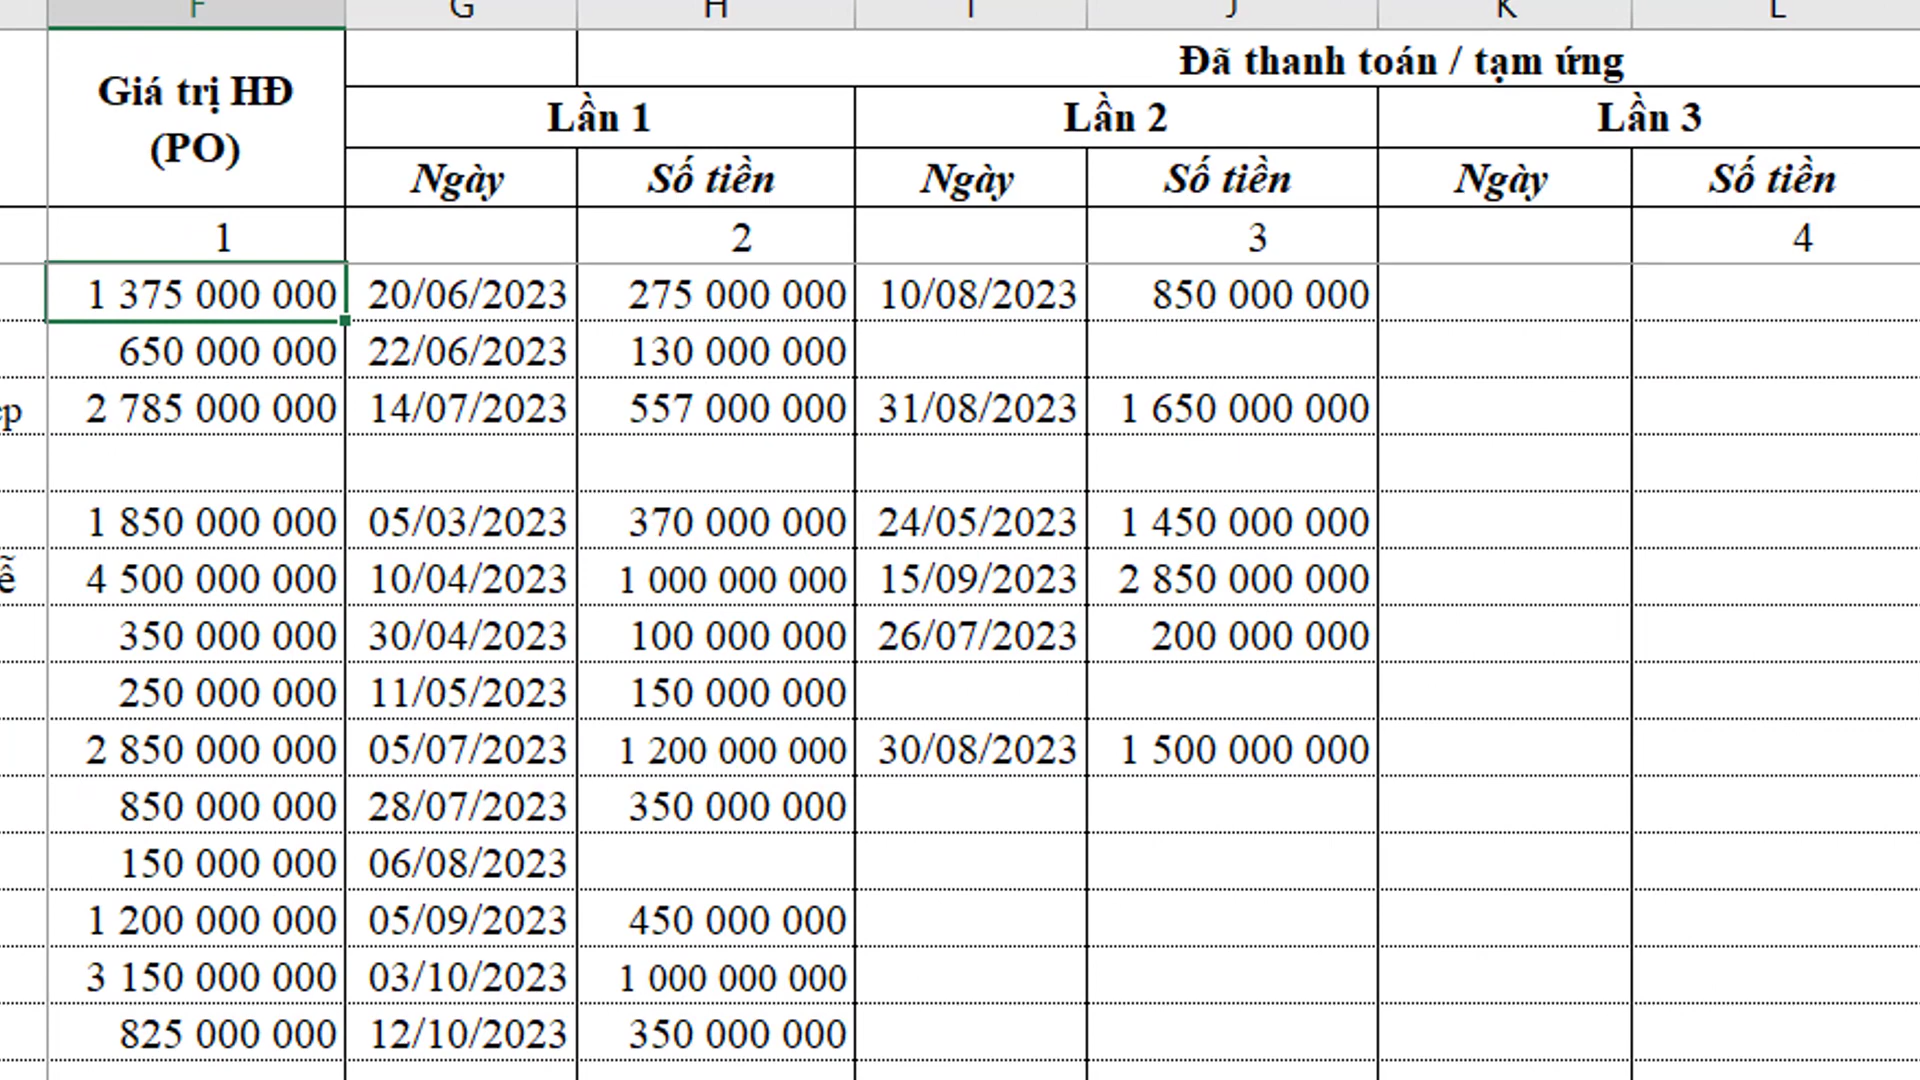 F G H I J K L
Đã thanh toán / tạm ứng
Giá trị HĐ
(PO)
Lần 1 Lần 2 Lần 3
Ngày Số tiền Ngày Số tiền Ngày Số tiền
1 2 3 4
1 375 000 000 20/06/2023 275 000 000 10/08/2023 850 000 000
650 000 000 22/06/2023 130 000 000
2 785 000 000 14/07/2023 557 000 000 31/08/2023 1 650 000 000
1 850 000 000 05/03/2023 370 000 000 24/05/2023 1 450 000 000
4 500 000 000 10/04/2023 1 000 000 000 15/09/2023 2 850 000 000
350 000 000 30/04/2023 100 000 000 26/07/2023 200 000 000
250 000 000 11/05/2023 150 000 000
2 850 000 000 05/07/2023 1 200 000 000 30/08/2023 1 500 000 000
850 000 000 28/07/2023 350 000 000
150 000 000 06/08/2023
1 200 000 000 05/09/2023 450 000 000
3 150 000 000 03/10/2023 1 000 000 000
825 000 000 12/10/2023 350 000 000